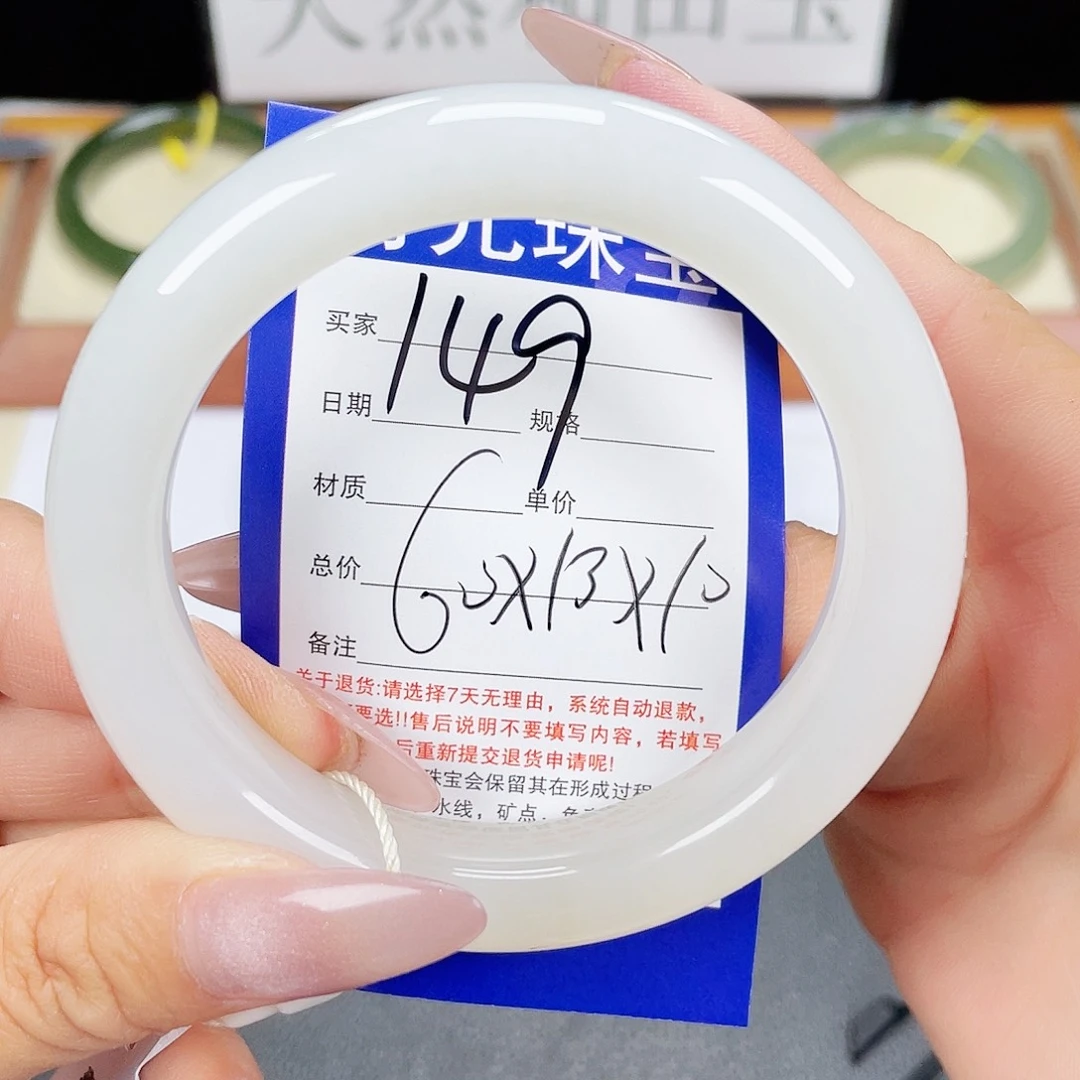 天然和田玉
元珠宝
买家 149
日期 规格
材质 单价
总价 60×13×10
备注
关于退货:请选择7天无理由，系统自动退款，
要选!!售后说明不要填写内容，若填写
后重新提交退货申请呢!
珠宝会保留其在形成过程
水线，矿点、